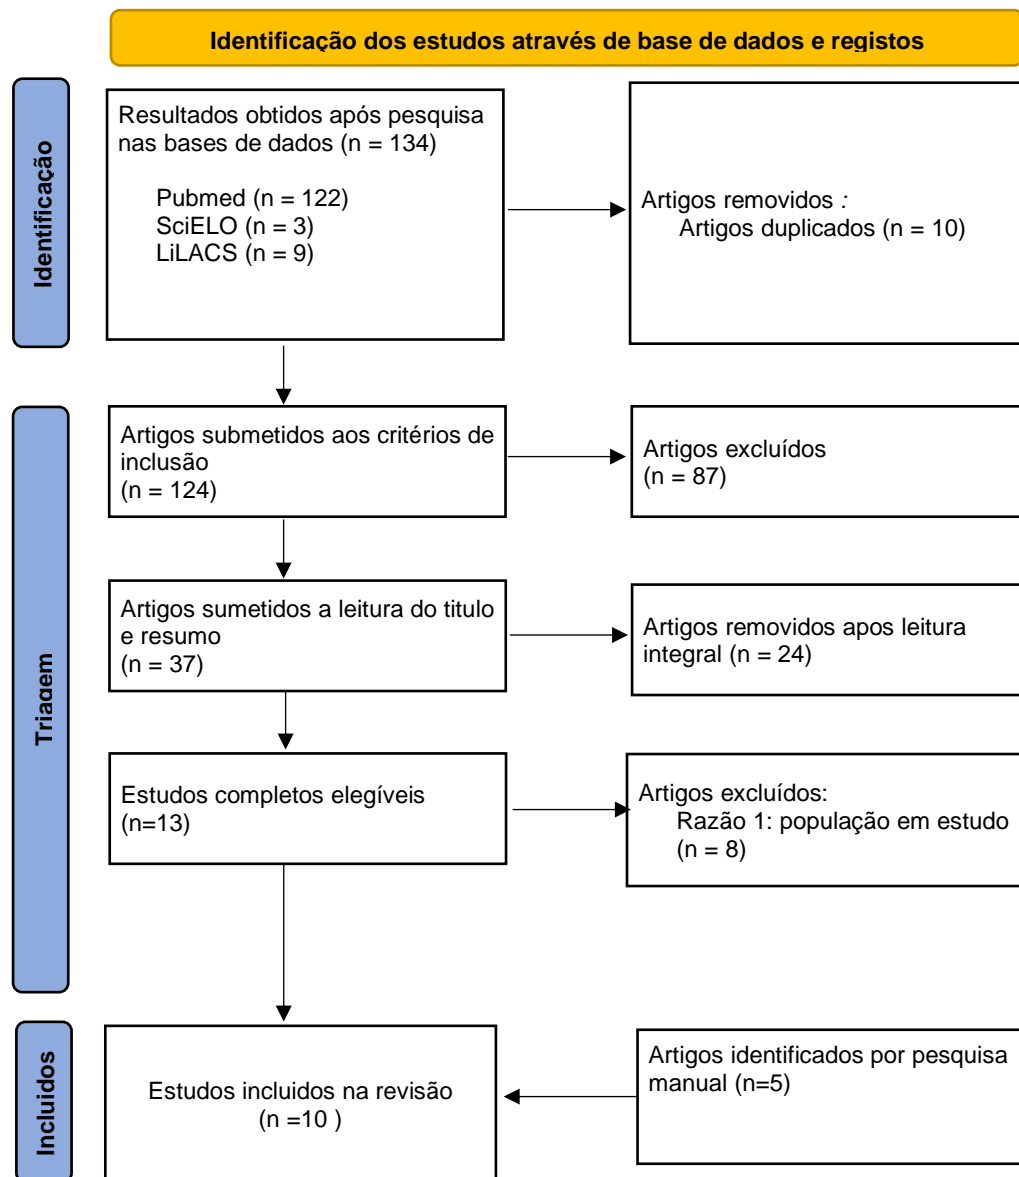 Identificação dos estudos através de base de dados e registos
Identificação
Resultados obtidos após pesquisa
nas bases de dados (n = 134)
Pubmed (n = 122)
SciELO (n = 3)
LiLACS (n = 9)
Artigos removidos :
Artigos duplicados (n = 10)
Triagem
Artigos submetidos aos critérios de
inclusão
(n = 124)
Artigos excluídos
(n = 87)
Artigos sumetidos a leitura do titulo
e resumo
(n = 37)
Artigos removidos apos leitura
integral (n = 24)
Estudos completos elegíveis
(n=13)
Artigos excluídos:
Razão 1: população em estudo
(n = 8)
Incluidos
Estudos incluidos na revisão
(n =10 )
Artigos identificados por pesquisa
manual (n=5)